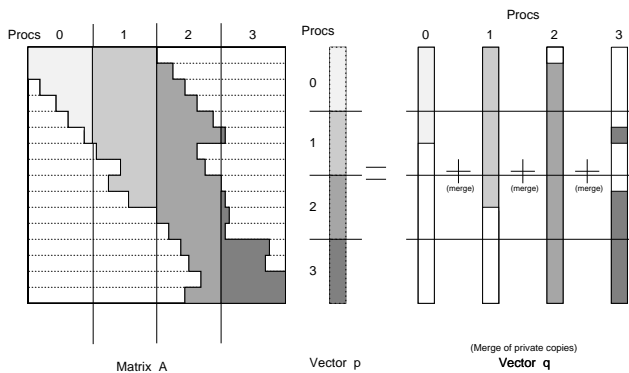 Procs
Procs 0 1 2 3
0 1 2 3
0
1
2
3
(merge) (merge) (merge)
(Merge of private copies)
Matrix A
Vector p
Vector q